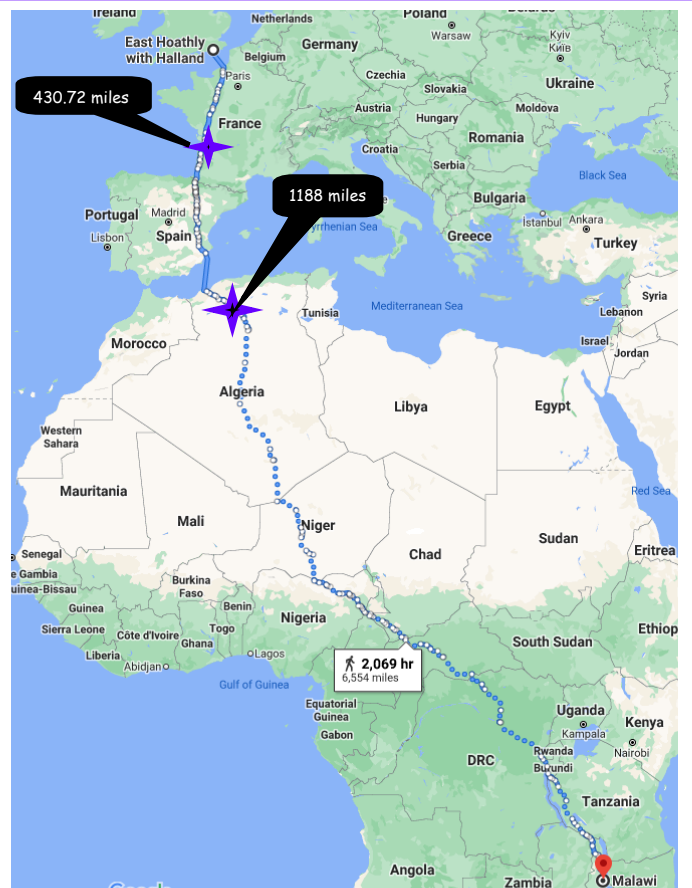 Ireland
Netherlands
Poland
Belarus
East Hoathly
with Halland
Belgium
Germany
Warsaw
Kyiv
Київ
Paris
Czechia
Ukraine
430.72 miles
Slovakia
Austria
Moldova
France
Hungary
Croatia
Romania
Serbia
Black Sea
1188 miles
Bulgaria
Portugal
Madrid
Spain
Lisbon
Tyrrhenian Sea
Greece
İstanbul
Ankara
Turkey
Mediterranean Sea
Tunisia
Syria
Lebanon
Israel
Jordan
Morocco
Algeria
Libya
Egypt
Western
Sahara
Mauritania
Mali
Niger
Chad
Sudan
Red Sea
Eritrea
Senegal
e Gambia
uinea-Bissau
Burkina
Faso
Guinea
Benin
Togo
Nigeria
Sierra Leone
Côte d'Ivoire
Ghana
Liberia
Abidjan
Lagos
South Sudan
Ethiop
2,069 hr
6,554 miles
Gulf of Guinea
Equatorial
Guinea
Gabon
Uganda
Kampala
Kenya
Nairobi
DRC
Rwanda
Burundi
Tanzania
Angola
Zambia
Malawi
Google